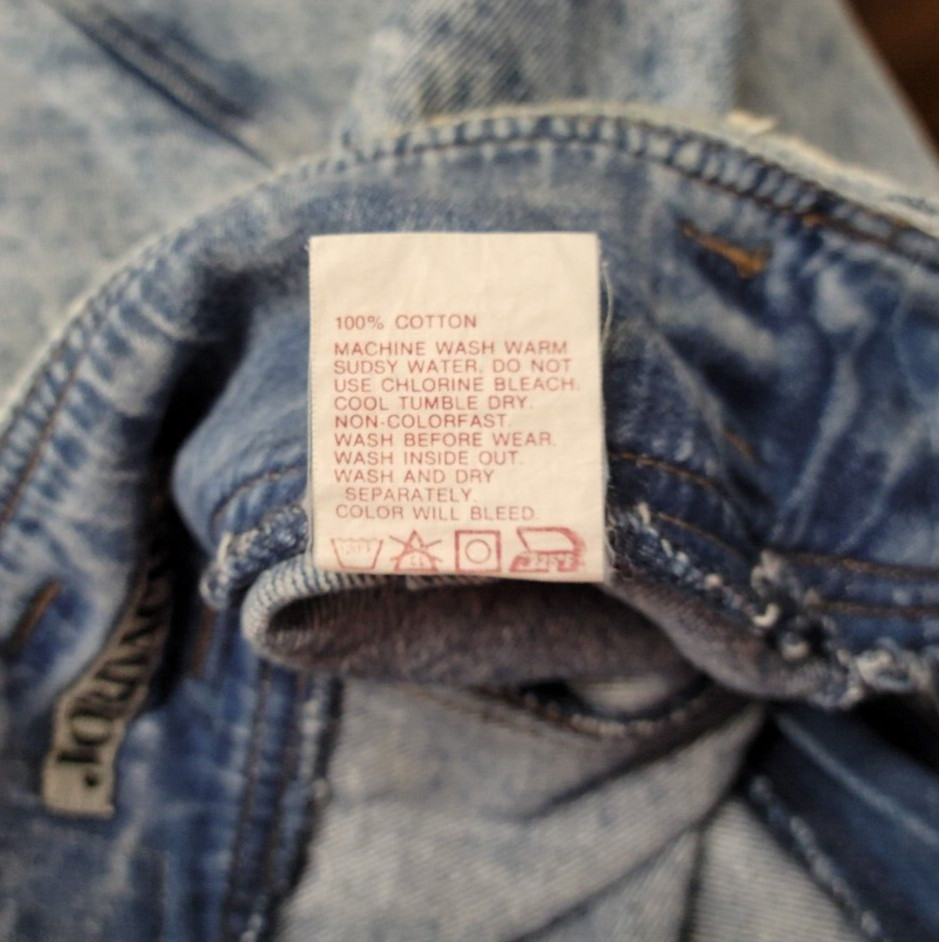 100% COTTON
MACHINE WASH WARM
SUDSY WATER. DO NOT
USE CHLORINE BLEACH.
COOL TUMBLE DRY.
NON-COLORFAST.
WASH BEFORE WEAR.
WASH INSIDE OUT.
WASH AND DRY
SEPARATELY.
COLOR WILL BLEED.